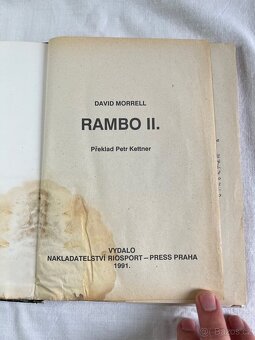 DAVID MORRELL
RAMBO II.
Překlad Petr Kettner
VYDALO
NAKLADATELSTVÍ RIOSPORT – PRESS PRAHA
1991.